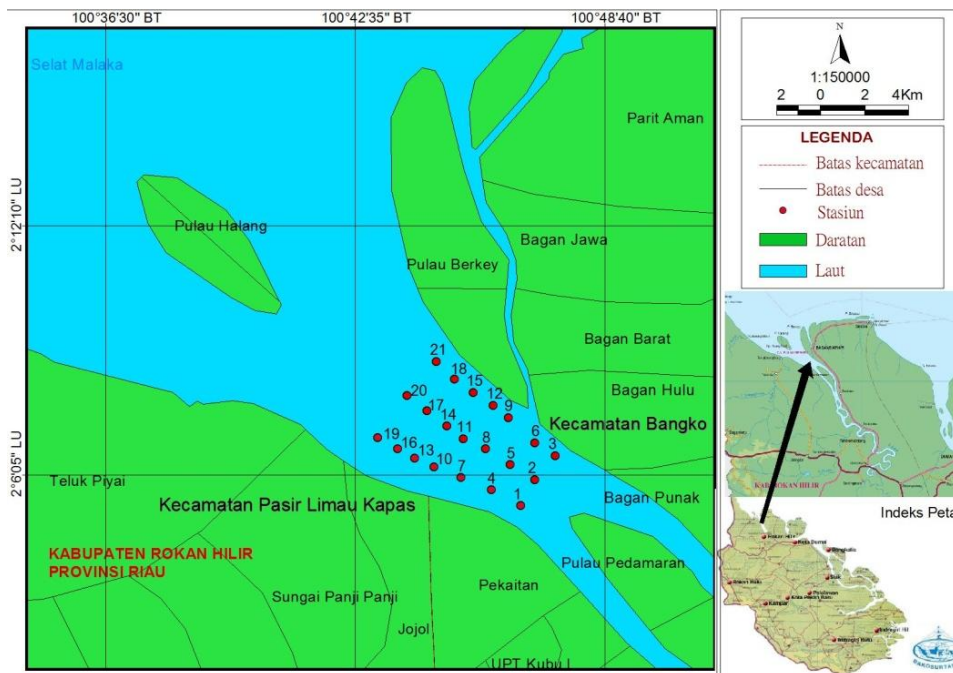 100°36'30" BT
100°42'35" BT
100°48'40" BT
2°12'10" LU
2°6'05" LU
Selat Malaka
Parit Aman
Pulau Halang
Bagan Jawa
Pulau Berkey
Bagan Barat
Bagan Hulu
Kecamatan Bangko
21
18
15
12
9
20
17
14
11
8
6
3
19
16
13
10
7
5
2
4
1
Teluk Piyai
Kecamatan Pasir Limau Kapas
Bagan Punak
KABUPATEN ROKAN HILIR
PROVINSI RIAU
Pulau Pedamaran
Pekaitan
Sungai Panji Panji
Jojol
UPT Kubu I
N
1:150000
2 0 2 4Km
LEGENDA
Batas kecamatan
Batas desa
Stasiun
Daratan
Laut
Indeks Peta